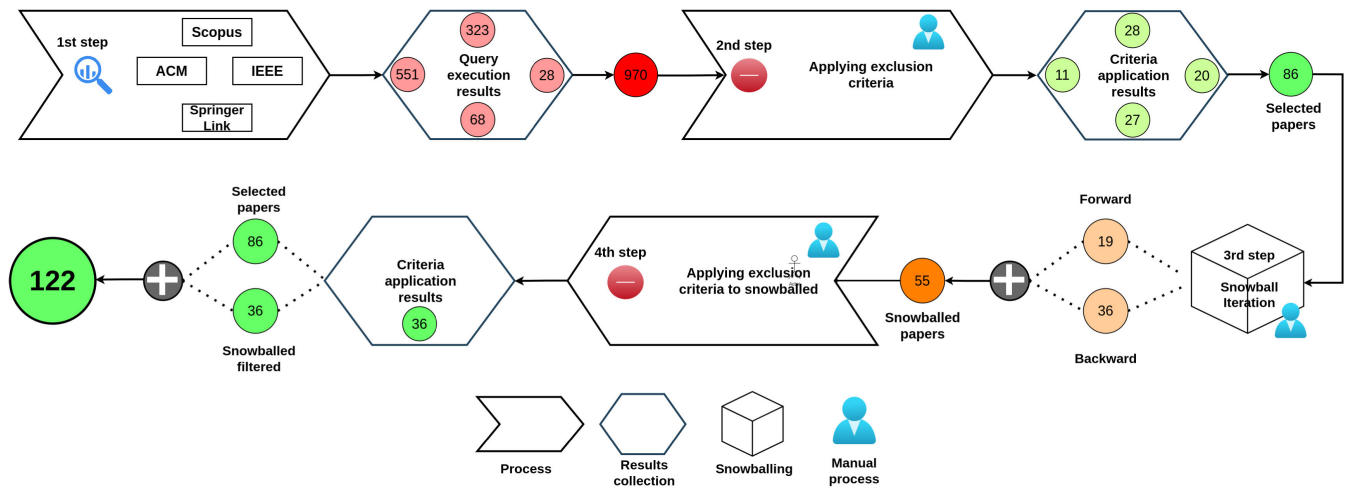 1st step
Scopus
ACM
IEEE
Springer
Link
323
551
Query
execution
results
28
68
970
2nd step
Applying exclusion
criteria
28
11
Criteria
application
results
20
27
86
Selected
papers
Selected
papers
86
122
36
Snowballed
filtered
Criteria
application
results
36
4th step
Applying exclusion
criteria to snowballed
55
Snowballed
papers
Forward
19
36
Backward
3rd step
Snowball
Iteration
Process
Results
collection
Snowballing
Manual
process